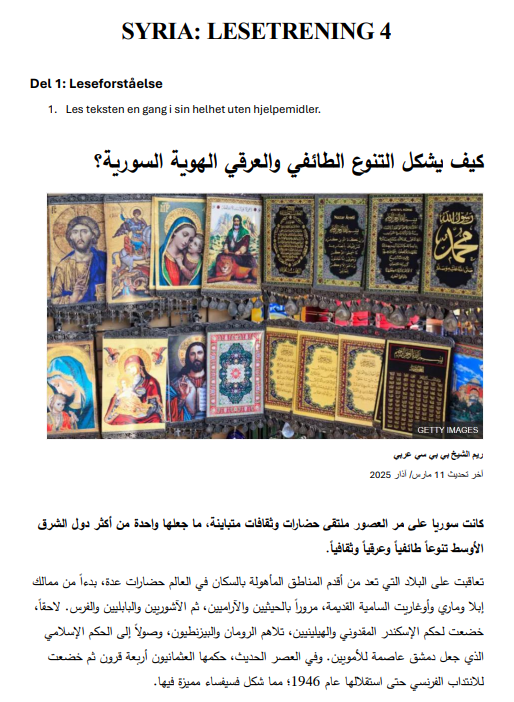 SYRIA: LESETRENING 4
Del 1: Leseforståelse
1. Les teksten en gang i sin helhet uten hjelpemidler.
كيف يشكل التنوع الطائفي والعرقي الهوية السورية؟
رسول الله
محمد
GETTY IMAGES
ريم الشيخ بي بي سي عربي
آخر تحديث 11 مارس/ آذار 2025
كانت سوريا على مر العصور ملتقى حضارات وثقافات متباينة، ما جعلها واحدة من أكثر دول الشرق
الأوسط تنوعاً طائفياً وعرقياً وثقافياً.
تعاقبت على البلاد التي تعد من أقدم المناطق المأهولة بالسكان في العالم حضارات عدة، بدءاً من ممالك
إبلا وماري وأوغاريت السامية القديمة، مروراً بالحيثيين والآراميين، ثم الآشوريين والبابليين والفرس. لاحقاً،
خضعت لحكم الإسكندر المقدوني والهيلينيين، تلاهم الرومان والبيزنطيون، وصولاً إلى الحكم الإسلامي
الذي جعل دمشق عاصمة للأمويين. وفي العصر الحديث، حكمها العثمانيون أربعة قرون ثم خضعت
للانتداب الفرنسي حتى استقلالها عام 1946؛ مما شكل فسيفساء مميزة فيها.